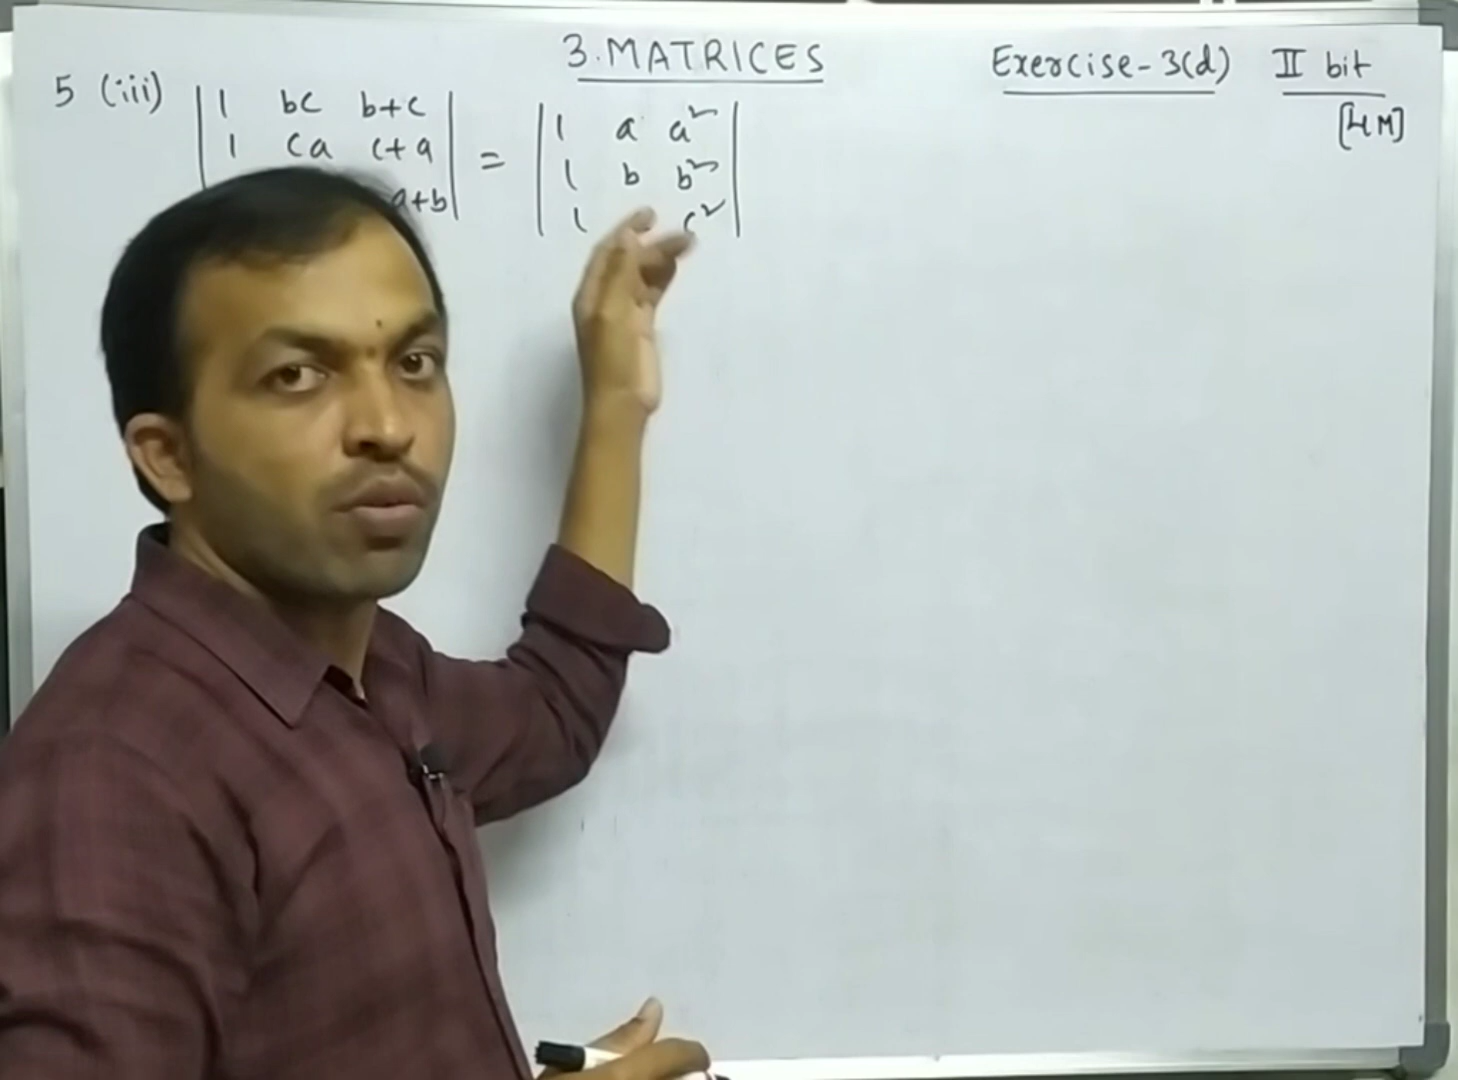 3. MATRICES
Exercise-3(d) II bit
[4M]
5 (iii) | 1 bc b+c | = | 1 a a² |
| 1 ca c+a | | 1 b b² |
a+b | | 1 c² |